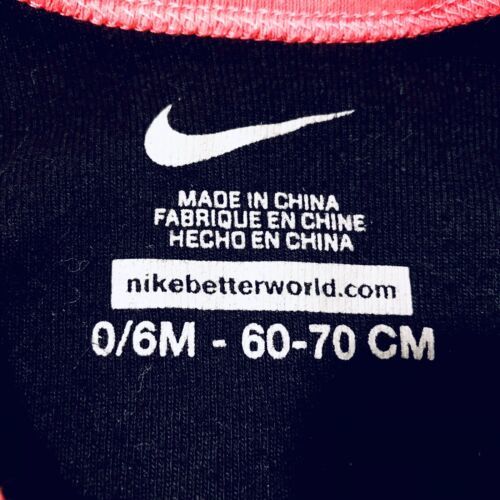 MADE IN CHINA
FABRIQUE EN CHINE
HECHO EN CHINA
nikebetterworld.com
0/6M - 60-70 CM